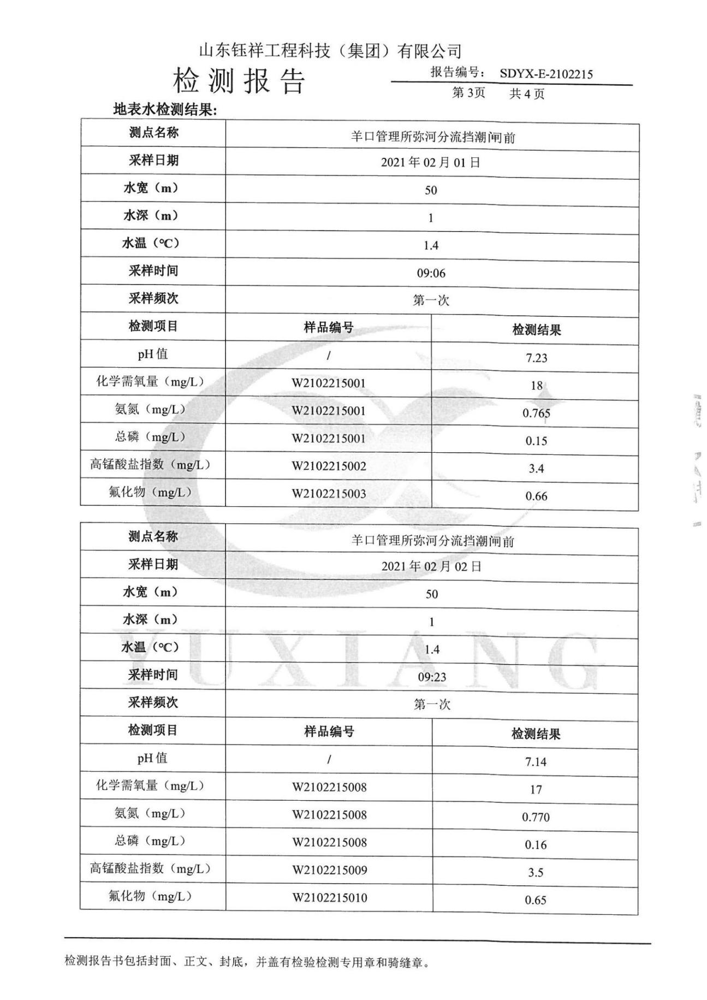 山东钰祥工程科技（集团）有限公司
检测报告
报告编号： SDYX-E-2102215
第 3页 共 4 页
地表水检测结果:
测点名称 羊口管理所弥河分流挡潮闸前
采样日期 2021 年 02 月 01 日
水宽（m） 50
水深（m） 1
水温（℃） 1.4
采样时间 09:06
采样频次 第一次
检测项目 样品编号 检测结果
pH 值 / 7.23
化学需氧量（mg/L） W2102215001 18
氨氮（mg/L） W2102215001 0.765
总磷（mg/L） W2102215001 0.15
高锰酸盐指数（mg/L） W2102215002 3.4
氟化物（mg/L） W2102215003 0.66
测点名称 羊口管理所弥河分流挡潮闸前
采样日期 2021 年 02 月 02 日
水宽（m） 50
水深（m） 1
水温（℃） 1.4
YUXIANG
采样时间 09:23
采样频次 第一次
检测项目 样品编号 检测结果
pH 值 / 7.14
化学需氧量（mg/L） W2102215008 17
氨氮（mg/L） W2102215008 0.770
总磷（mg/L） W2102215008 0.16
高锰酸盐指数（mg/L） W2102215009 3.5
氟化物（mg/L） W2102215010 0.65
检测报告书包括封面、正文、封底，并盖有检验检测专用章和骑缝章。